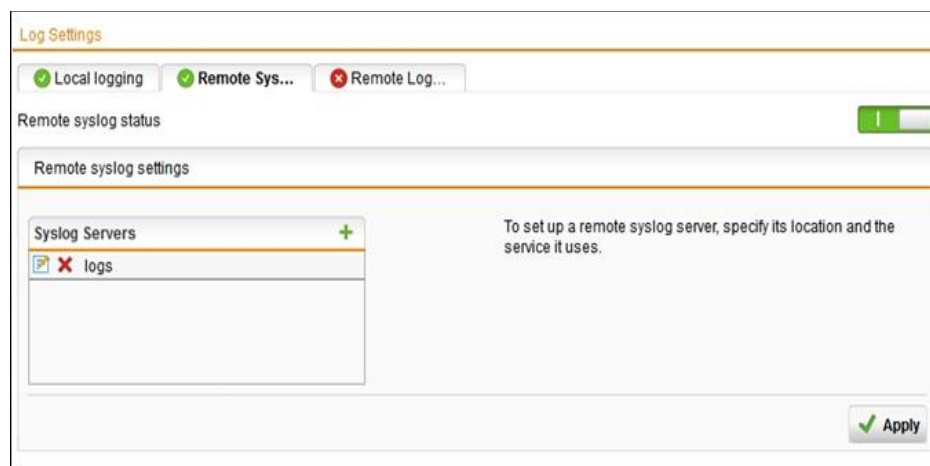 Log Settings
Local logging
Remote Sys...
Remote Log...
Remote syslog status
Remote syslog settings
Syslog Servers
logs
To set up a remote syslog server, specify its location and the
service it uses.
Apply